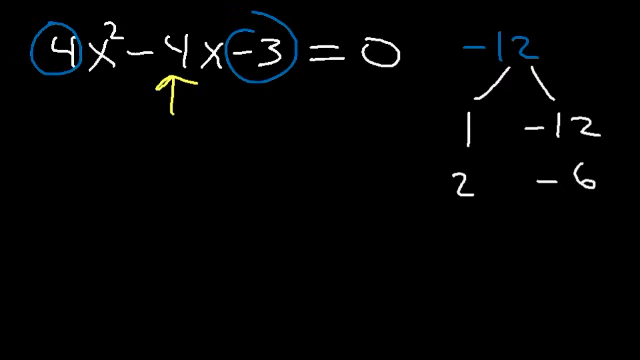 4x² - 4x - 3 = 0
-12
1 -12
2 -6